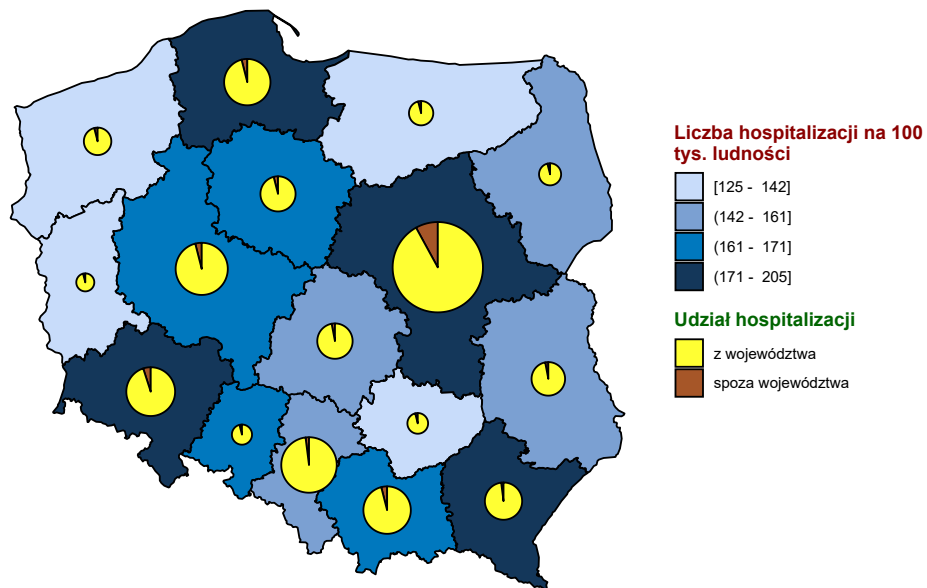 Liczba hospitalizacji na 100
tys. ludności
[125 - 142]
(142 - 161]
(161 - 171]
(171 - 205]
Udział hospitalizacji
z województwa
spoza województwa